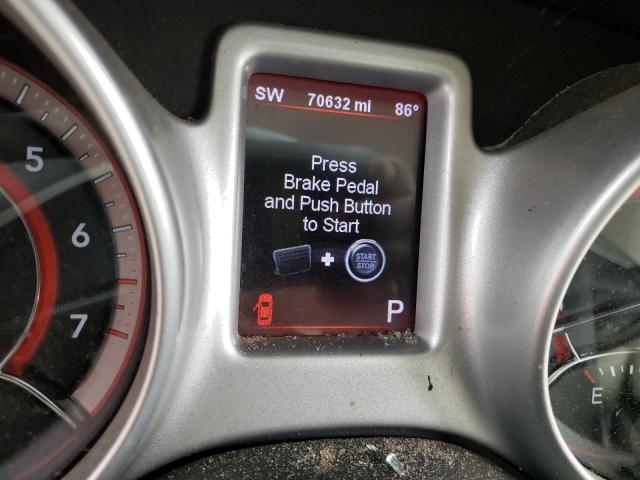 SW 70632 mi 86°
Press
Brake Pedal
and Push Button
to Start
START
STOP
P
5
6
7
E